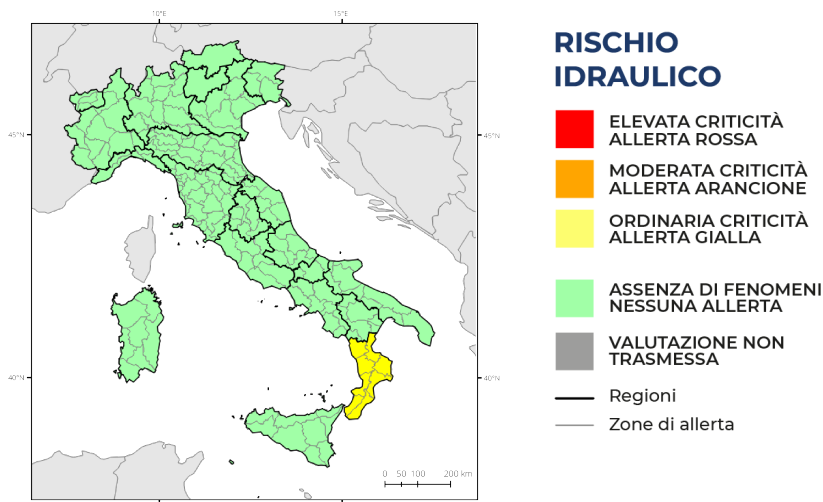 10°E 15°E
RISCHIO
IDRAULICO
ELEVATA CRITICITÀ
ALLERTA ROSSA
45°N 45°N
MODERATA CRITICITÀ
ALLERTA ARANCIONE
ORDINARIA CRITICITÀ
ALLERTA GIALLA
ASSENZA DI FENOMENI
NESSUNA ALLERTA
VALUTAZIONE NON
TRASMESSA
40°N 40°N
Regioni
Zone di allerta
0 50 100 200 km